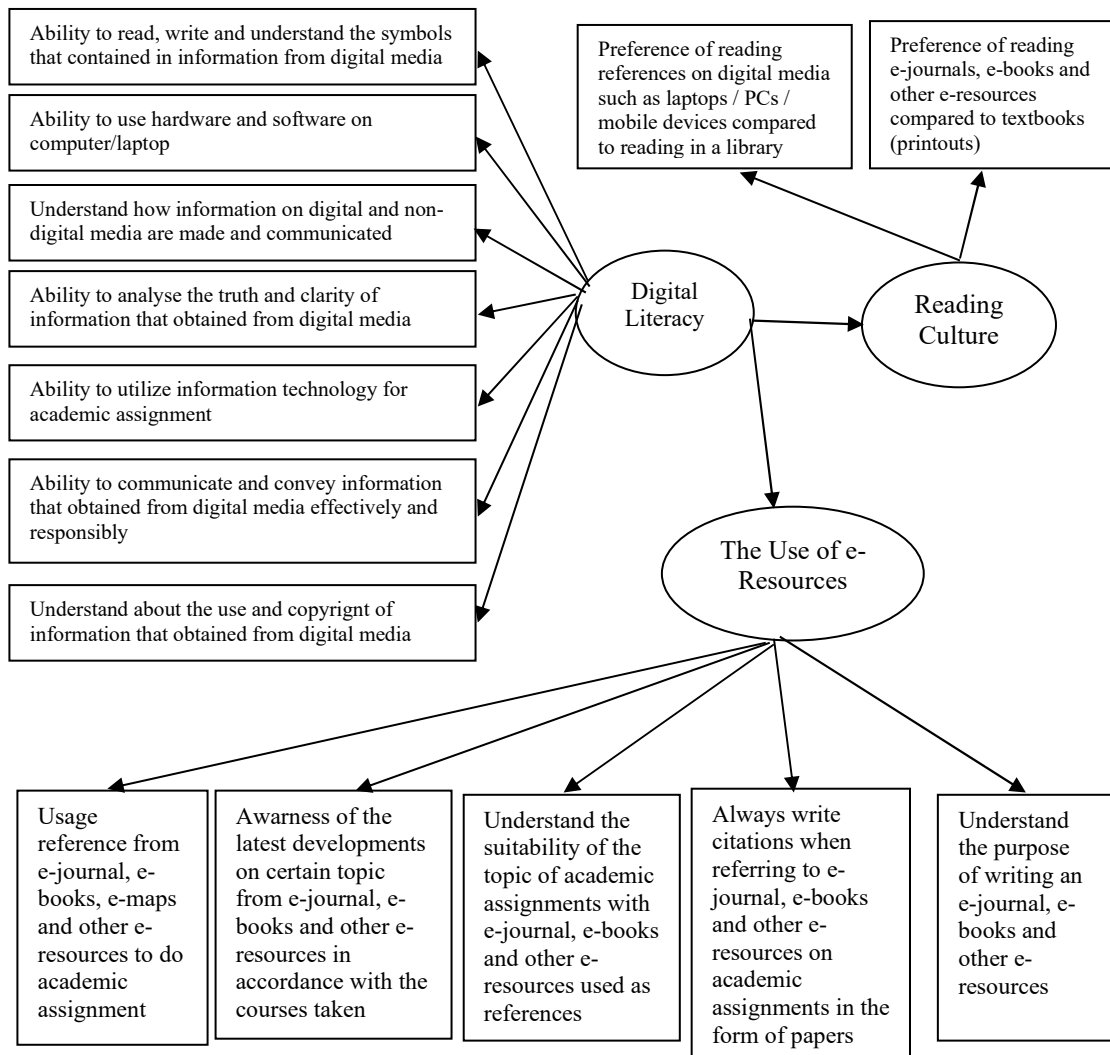 Ability to read, write and understand the symbols
that contained in information from digital media
Ability to use hardware and software on
computer/laptop
Understand how information on digital and non-
digital media are made and communicated
Ability to analyse the truth and clarity of
information that obtained from digital media
Ability to utilize information technology for
academic assignment
Ability to communicate and convey information
that obtained from digital media effectively and
responsibly
Understand about the use and copyrignt of
information that obtained from digital media
Preference of reading
references on digital media
such as laptops / PCs /
mobile devices compared
to reading in a library
Preference of reading
e-journals, e-books and
other e-resources
compared to textbooks
(printouts)
Digital
Literacy
Reading
Culture
The Use of e-
Resources
Usage
reference from
e-journal, e-
books, e-maps
and other e-
resources to do
academic
assignment
Awarness of the
latest developments
on certain topic
from e-journal, e-
books and other e-
resources in
accordance with the
courses taken
Understand the
suitability of the
topic of academic
assignments with
e-journal, e-books
and other e-
resources used as
references
Always write
citations when
referring to e-
journal, e-books
and other e-
resources on
academic
assignments in the
form of papers
Understand
the purpose
of writing an
e-journal, e-
books and
other e-
resources